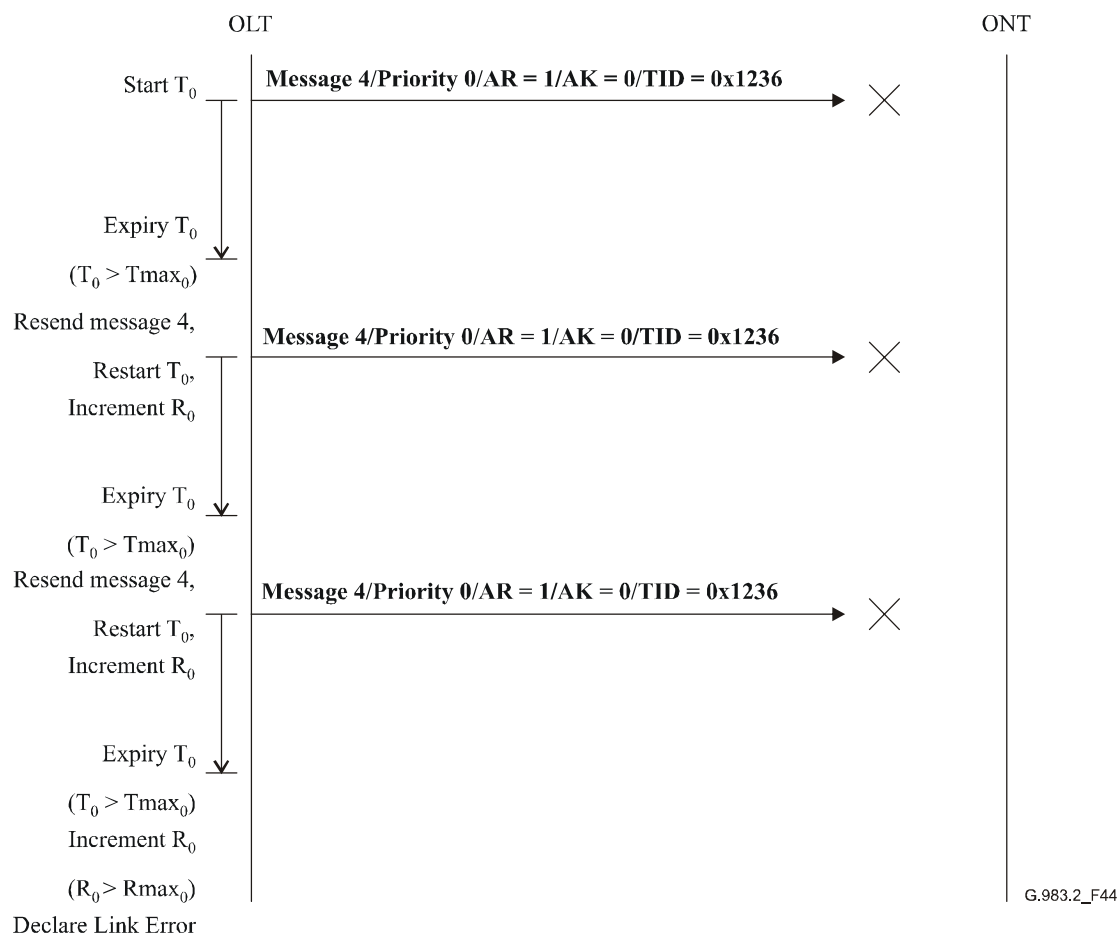 OLT
ONT
Start T₀
Message 4/Priority 0/AR = 1/AK = 0/TID = 0x1236
Expiry T₀
(T₀ > Tmax₀)
Resend message 4,
Message 4/Priority 0/AR = 1/AK = 0/TID = 0x1236
Restart T₀,
Increment R₀
Expiry T₀
(T₀ > Tmax₀)
Resend message 4,
Message 4/Priority 0/AR = 1/AK = 0/TID = 0x1236
Restart T₀,
Increment R₀
Expiry T₀
(T₀ > Tmax₀)
Increment R₀
(R₀ > Rmax₀)
G.983.2_F44
Declare Link Error